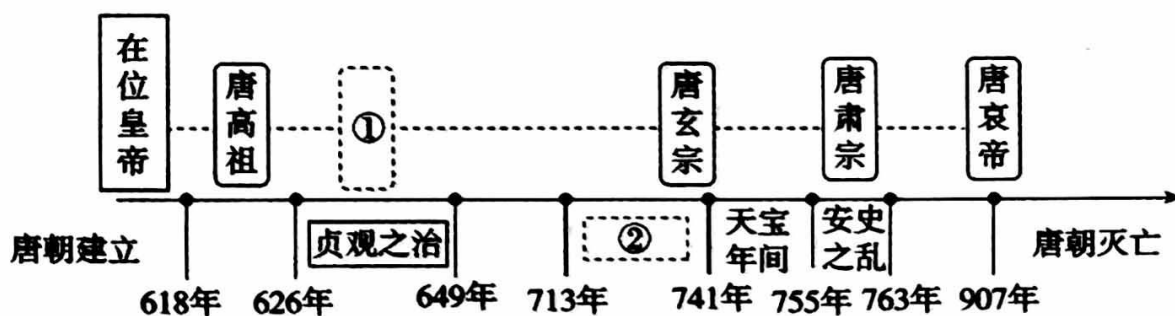 在位皇帝
唐高祖
①
唐玄宗
唐肃宗
唐哀帝
唐朝建立
贞观之治
②
天宝年间
安史之乱
唐朝灭亡
618年
626年
649年
713年
741年
755年
763年
907年